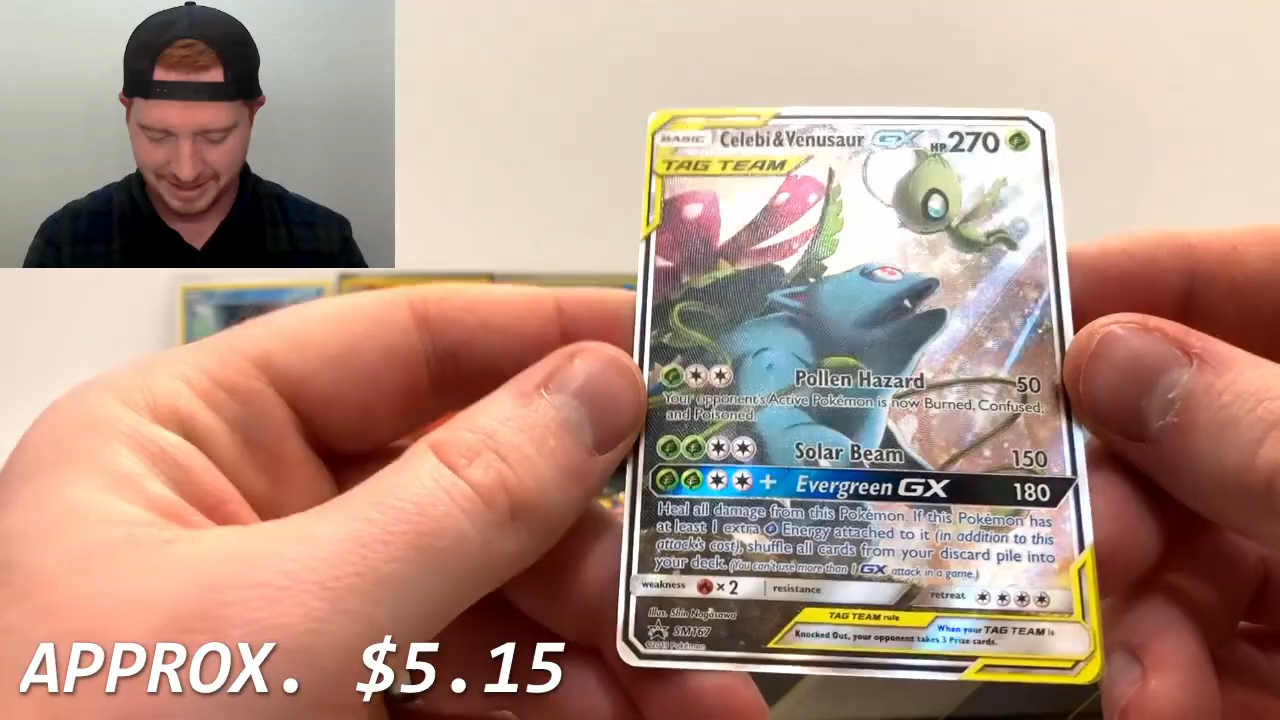 BASIC Celebi&Venusaur GX HP270
TAG TEAM
Pollen Hazard 50
Your opponent's Active Pokémon is now Burned, Confused,
and Poisoned.
Solar Beam 150
+ Evergreen GX 180
Heal all damage from this Pokémon. If this Pokémon has
at least 1 extra Energy attached to it (in addition to this
attack's cost), shuffle all cards from your discard pile into
your deck. (You can't use more than 1 GX attack in a game.)
weakness ×2 resistance retreat
Illus. Shin Nagasawa
SM167
©2019 Pokémon
TAG TEAM rule
When your TAG TEAM is
Knocked Out, your opponent takes 3 Prize cards.
APPROX. $5.15